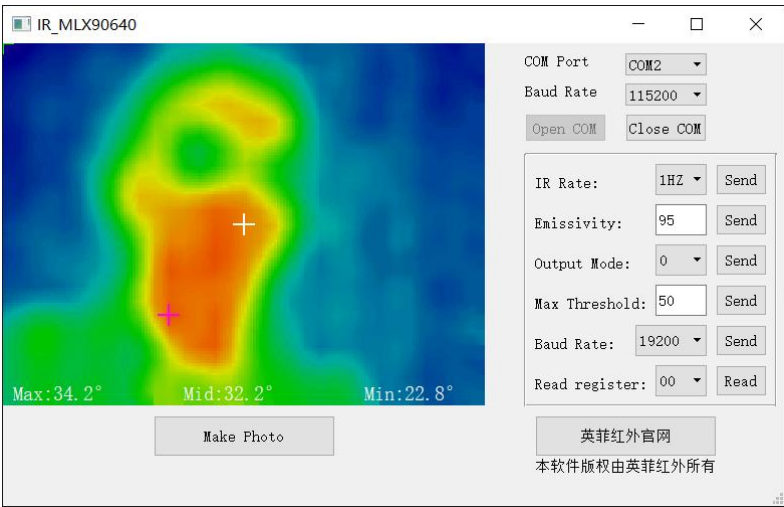 IR_MLX90640
COM Port COM2
Baud Rate 115200
Open COM Close COM
IR Rate: 1HZ Send
Emissivity: 95 Send
Output Mode: 0 Send
Max Threshold: 50 Send
Baud Rate: 19200 Send
Read register: 00 Read
Max:34.2° Mid:32.2° Min:22.8°
Make Photo
英菲红外官网
本软件版权由英菲红外所有